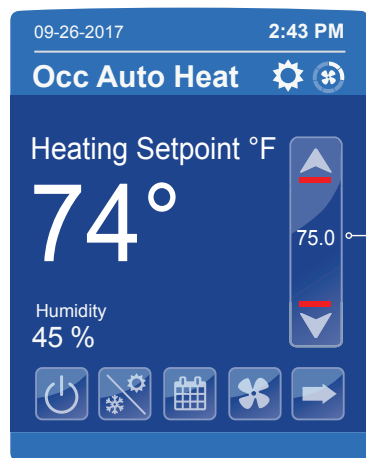 09-26-2017 2:43 PM
Occ Auto Heat
Heating Setpoint °F
74°
75.0
Humidity
45 %